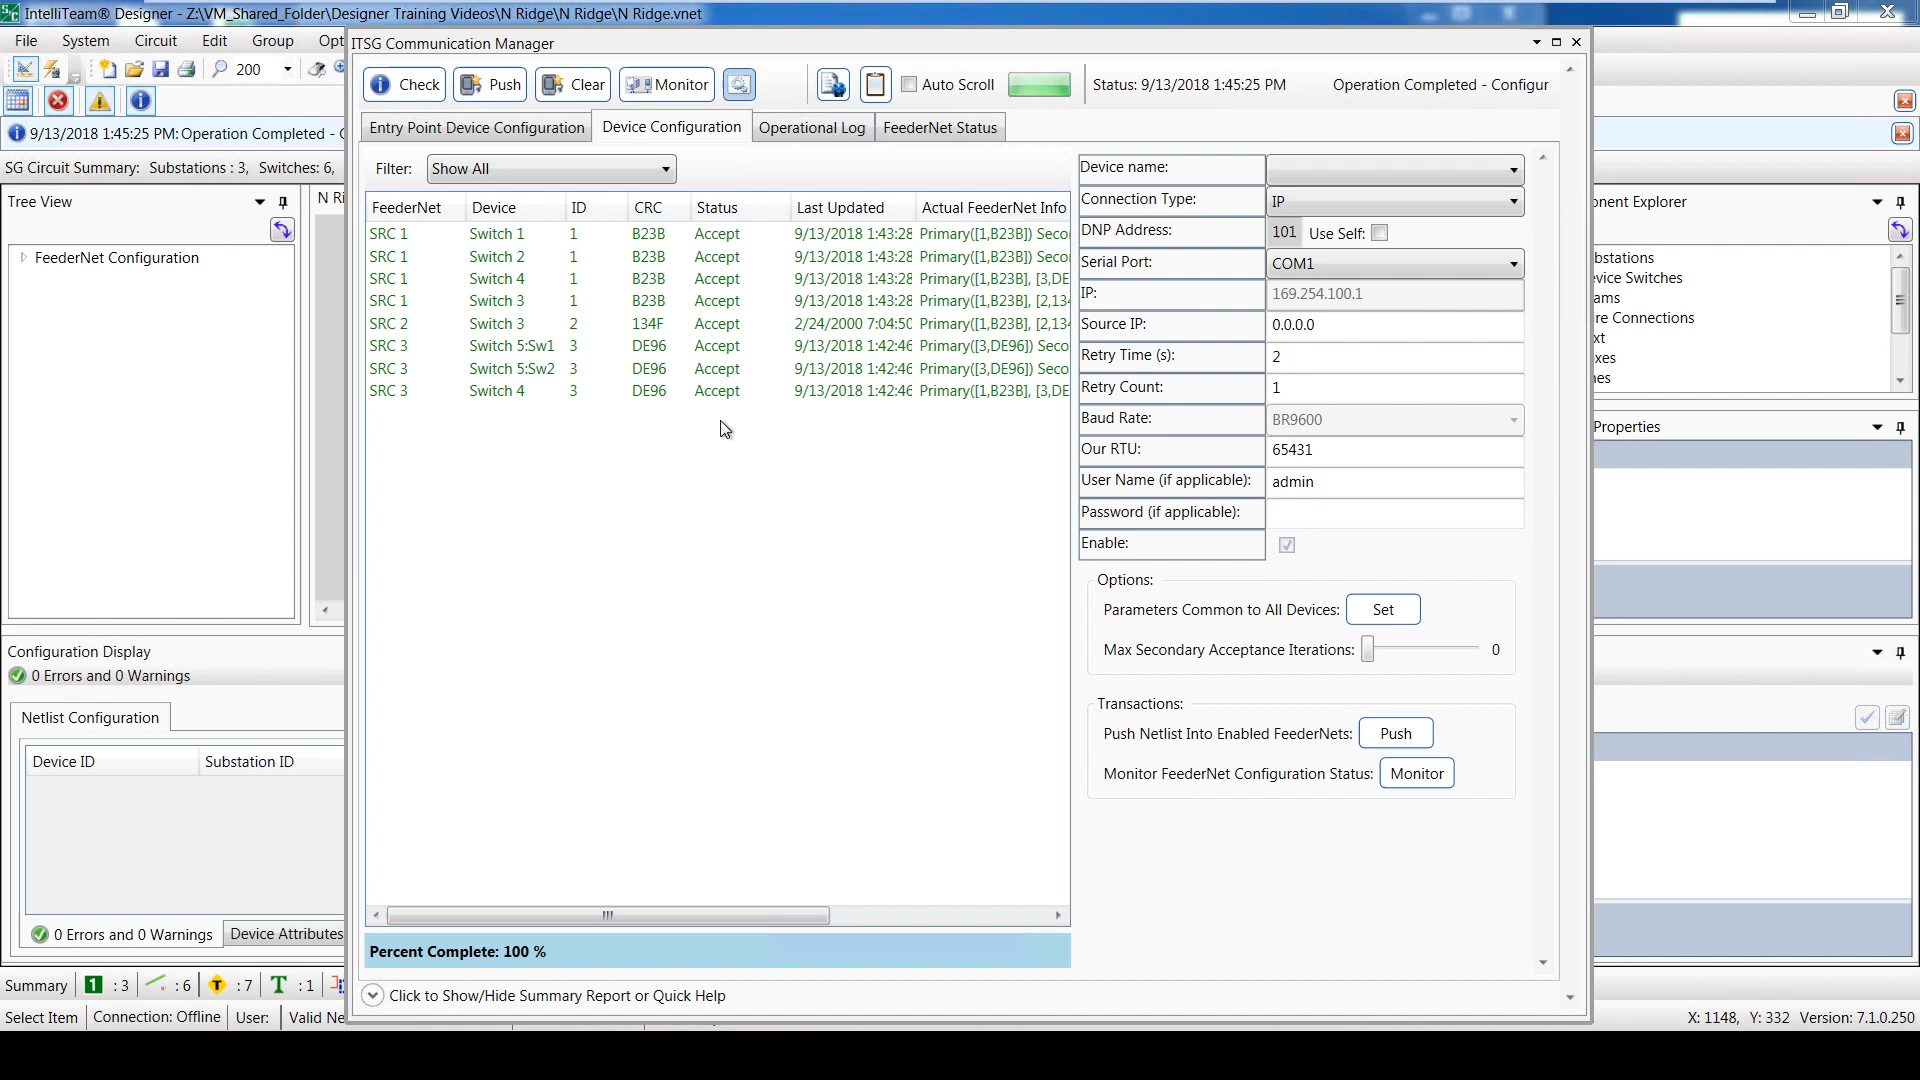 IntelliTeam® Designer - Z:\VM_Shared_Folder\Designer Training Videos\N Ridge\N Ridge\N Ridge.vnet
File System Circuit Edit Group Opt
200
9/13/2018 1:45:25 PM: Operation Completed - C
SG Circuit Summary: Substations : 3, Switches: 6,
Tree View
N Ri
FeederNet Configuration
Configuration Display
0 Errors and 0 Warnings
Netlist Configuration
Device ID Substation ID
0 Errors and 0 Warnings Device Attributes
Summary 1 : 3 : 6 T : 7 T : 1
Select Item Connection: Offline User: Valid Ne
ITSG Communication Manager
Check Push Clear Monitor Auto Scroll Status: 9/13/2018 1:45:25 PM Operation Completed - Configur
Entry Point Device Configuration Device Configuration Operational Log FeederNet Status
Filter: Show All
FeederNet Device ID CRC Status Last Updated Actual FeederNet Info
SRC 1 Switch 1 1 B23B Accept 9/13/2018 1:43:28 Primary([1,B23B]) Seco
SRC 1 Switch 2 1 B23B Accept 9/13/2018 1:43:28 Primary([1,B23B]) Seco
SRC 1 Switch 4 1 B23B Accept 9/13/2018 1:43:28 Primary([1,B23B], [3,DE
SRC 1 Switch 3 1 B23B Accept 9/13/2018 1:43:28 Primary([1,B23B], [2,134
SRC 2 Switch 3 2 134F Accept 2/24/2000 7:04:50 Primary([1,B23B], [2,134
SRC 3 Switch 5:Sw1 3 DE96 Accept 9/13/2018 1:42:46 Primary([3,DE96]) Seco
SRC 3 Switch 5:Sw2 3 DE96 Accept 9/13/2018 1:42:46 Primary([3,DE96]) Seco
SRC 3 Switch 4 3 DE96 Accept 9/13/2018 1:42:46 Primary([1,B23B], [3,DE
Percent Complete: 100 %
Click to Show/Hide Summary Report or Quick Help
Device name:
Connection Type: IP
DNP Address: 101 Use Self:
Serial Port: COM1
IP: 169.254.100.1
Source IP: 0.0.0.0
Retry Time (s): 2
Retry Count: 1
Baud Rate: BR9600
Our RTU: 65431
User Name (if applicable): admin
Password (if applicable):
Enable:
Options:
Parameters Common to All Devices: Set
Max Secondary Acceptance Iterations: 0
Transactions:
Push Netlist Into Enabled FeederNets: Push
Monitor FeederNet Configuration Status: Monitor
onent Explorer
bstations
evice Switches
ams
re Connections
xt
xes
nes
Properties
X: 1148, Y: 332 Version: 7.1.0.250